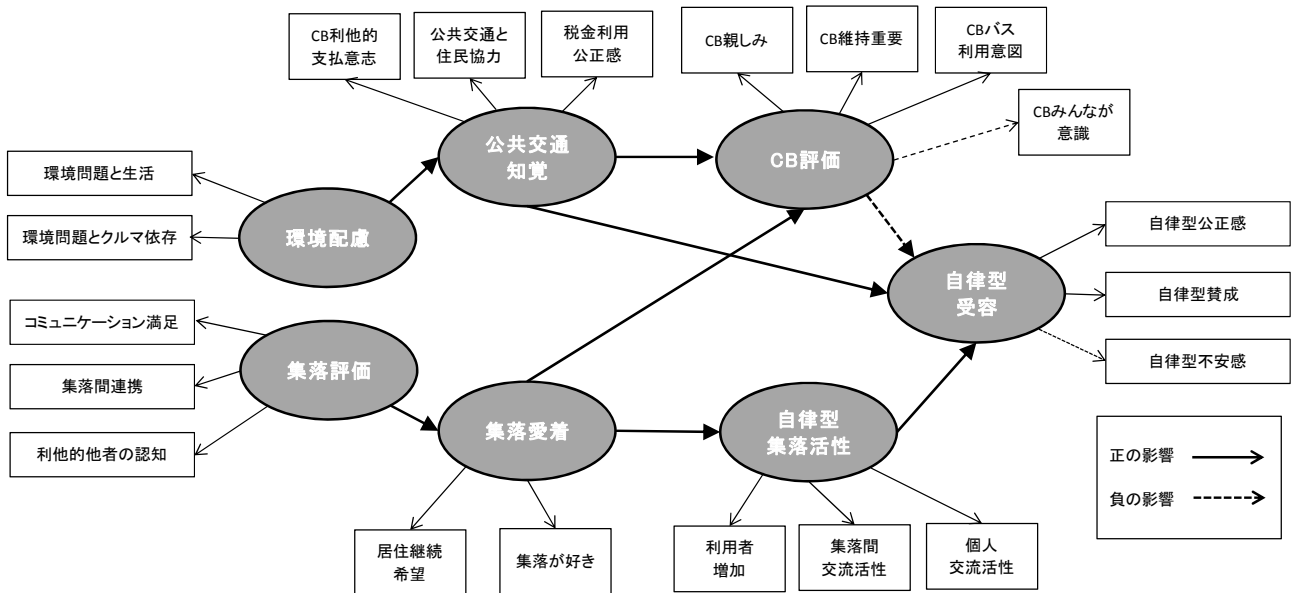 CB利他的
支払意志
公共交通と
住民協力
税金利用
公正感
CB親しみ
CB維持重要
CBバス
利用意図
CBみんなが
意識
公共交通
知覚
CB評価
環境問題と生活
環境問題とクルマ依存
環境配慮
自律型公正感
自律型
受容
自律型賛成
自律型不安感
コミュニケーション満足
集落評価
集落間連携
利他的他者の認知
集落愛着
自律型
集落活性
正の影響
負の影響
居住継続
希望
集落が好き
利用者
増加
集落間
交流活性
個人
交流活性